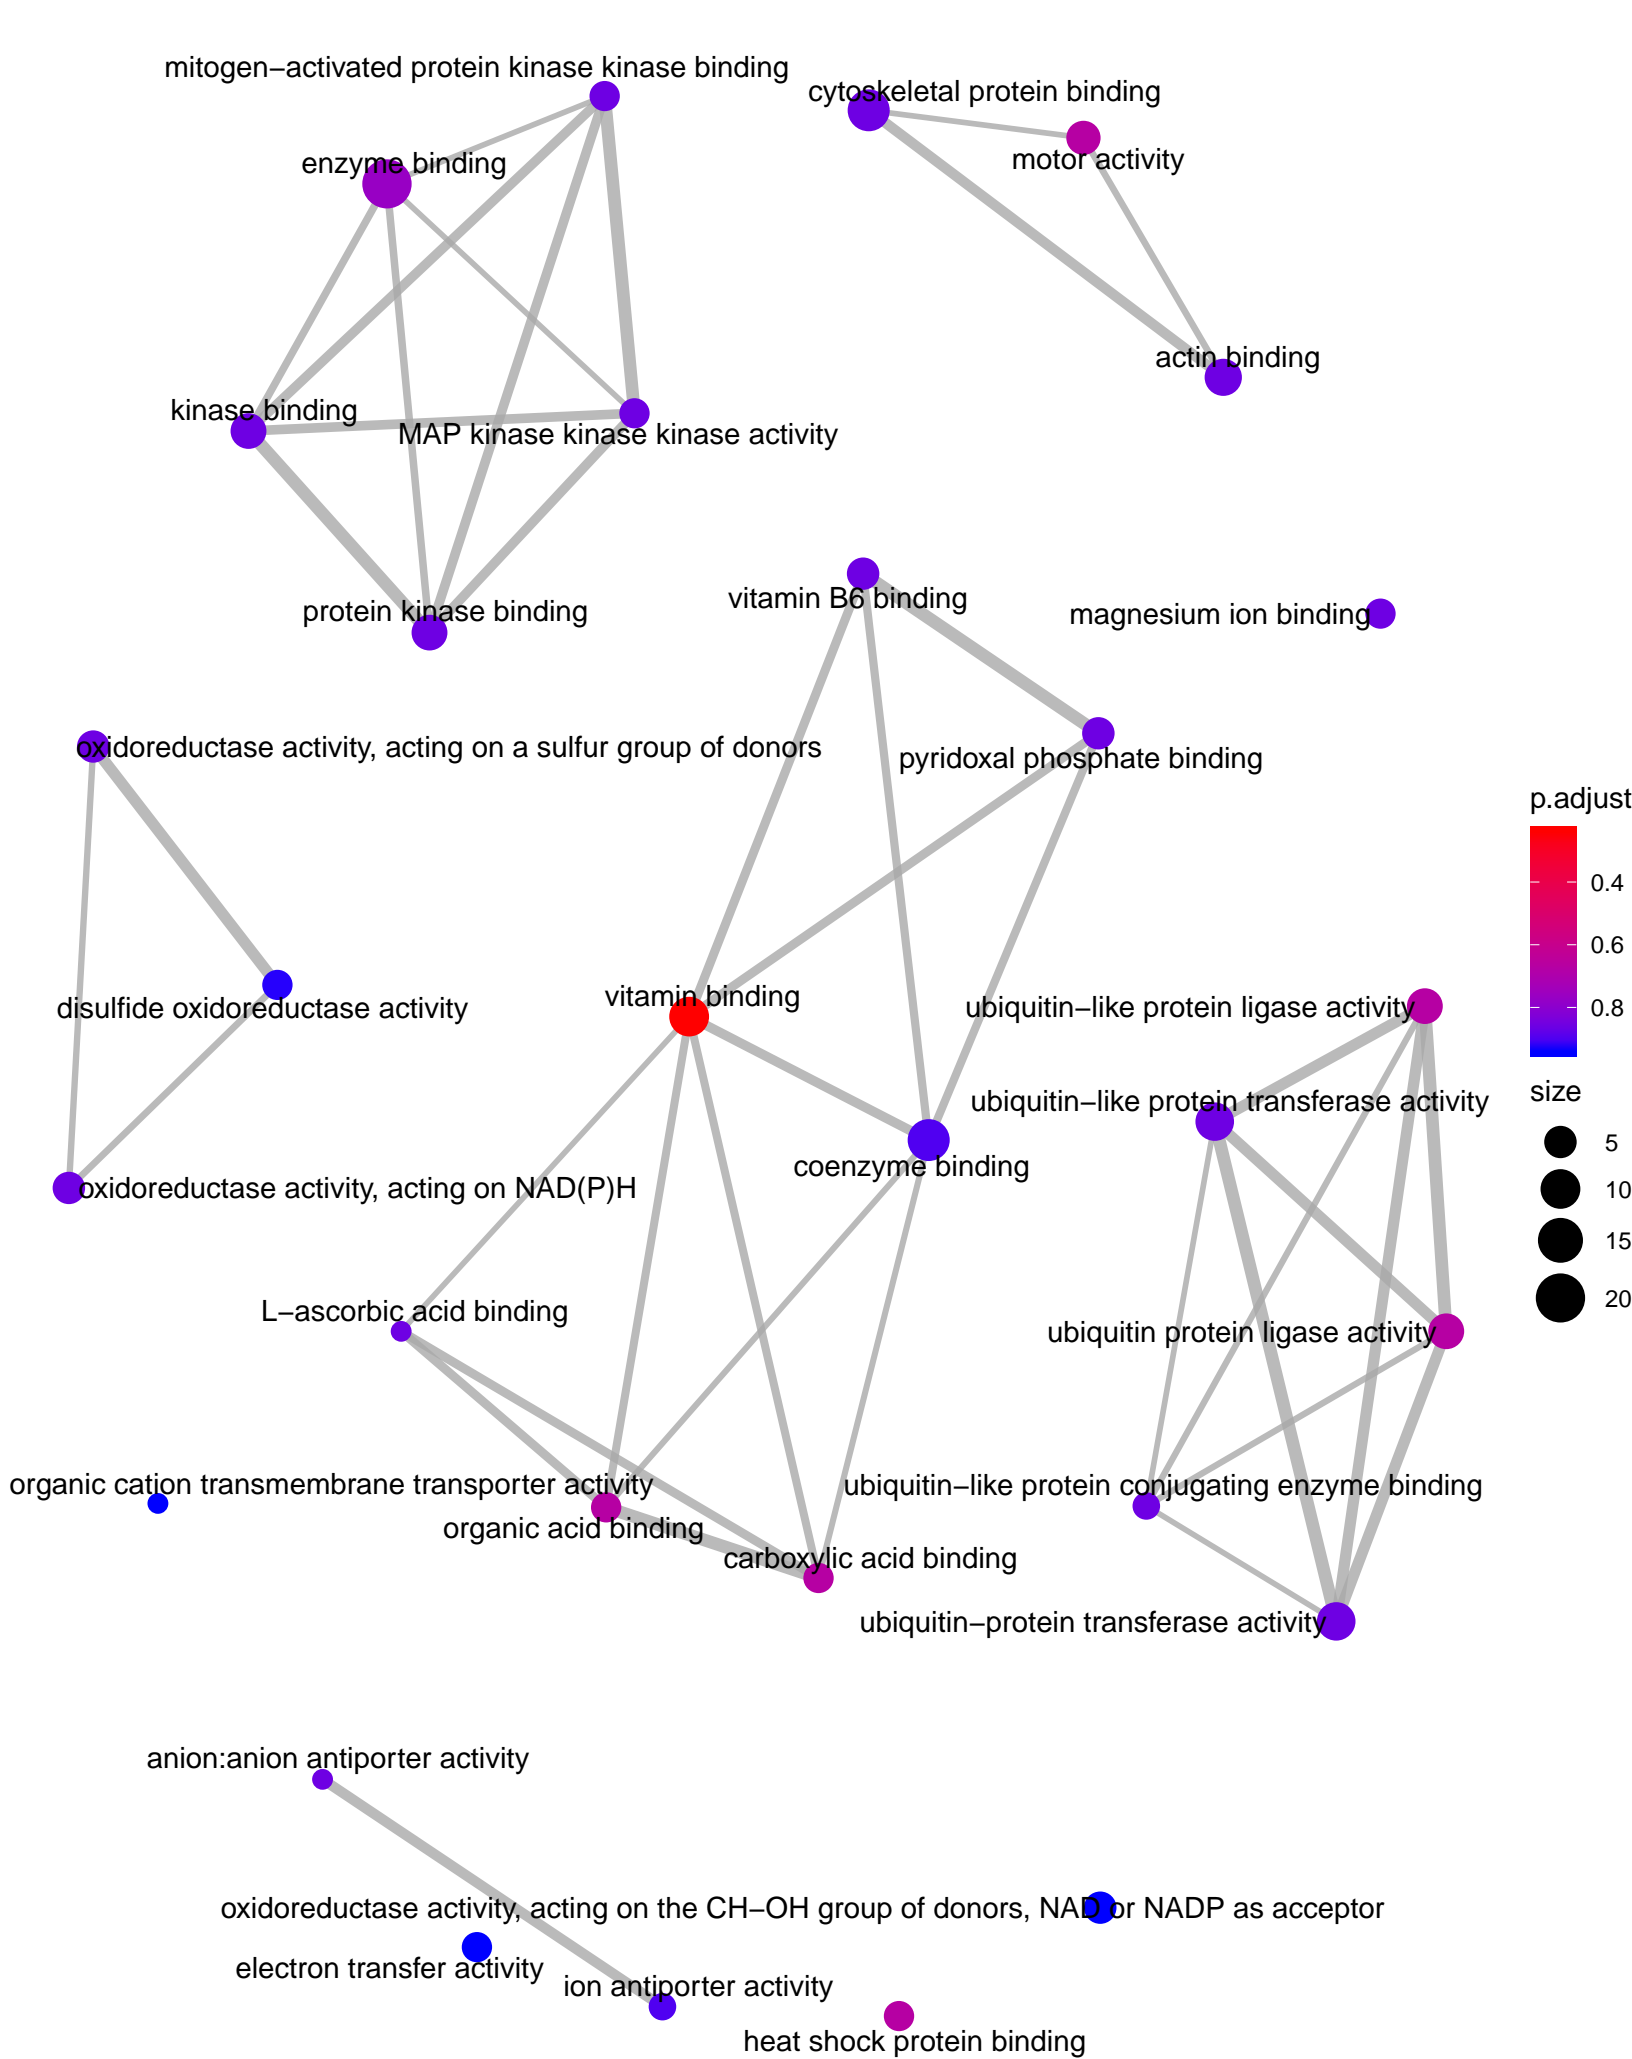 mitogen−activated protein kinase kinase binding
cytoskeletal protein binding
motor activity
enzyme binding
actin binding
kinase binding
MAP kinase kinase kinase activity
vitamin B6 binding
protein kinase binding
magnesium ion binding
oxidoreductase activity, acting on a sulfur group of donors
pyridoxal phosphate binding
p.adjust
0.4
0.6
0.8
vitamin binding
disulfide oxidoreductase activity
ubiquitin−like protein ligase activity
size
5
10
15
20
ubiquitin−like protein transferase activity
coenzyme binding
oxidoreductase activity, acting on NAD(P)H
L−ascorbic acid binding
ubiquitin protein ligase activity
organic cation transmembrane transporter activity
ubiquitin−like protein conjugating enzyme binding
organic acid binding
carboxylic acid binding
ubiquitin−protein transferase activity
anion:anion antiporter activity
oxidoreductase activity, acting on the CH−OH group of donors, NAD or NADP as acceptor
electron transfer activity
ion antiporter activity
heat shock protein binding